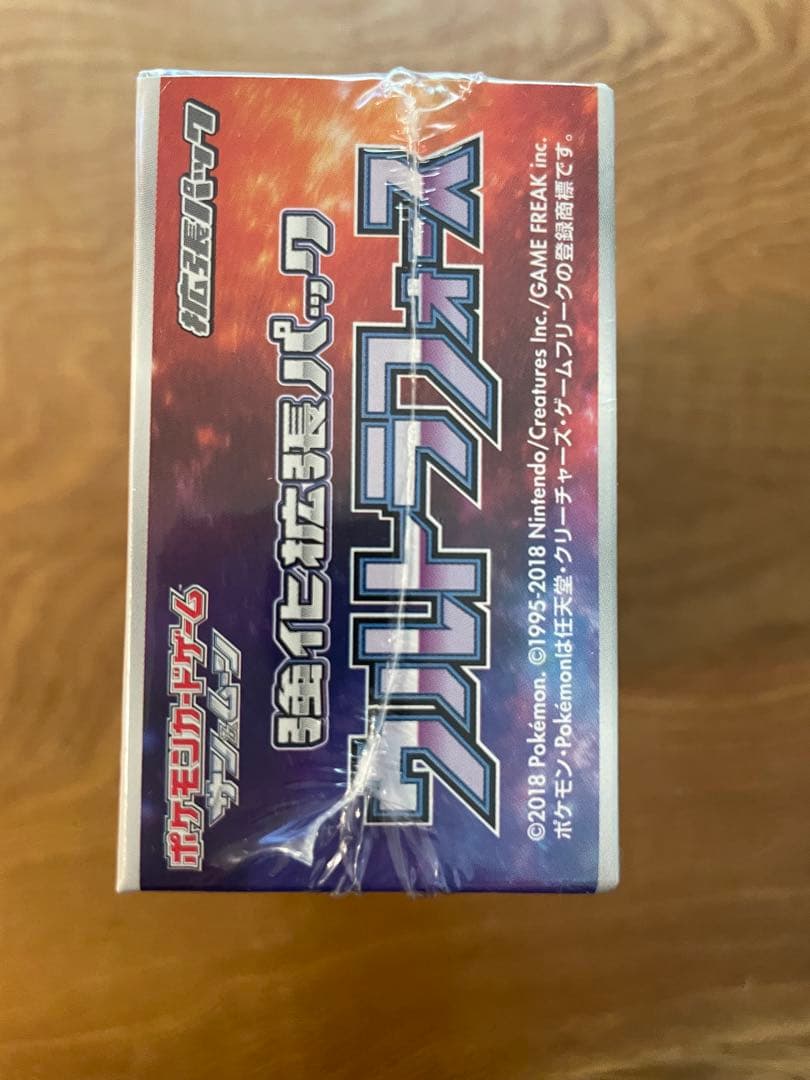 ポケモンカードゲーム
サン&ムーン
拡張パック
強化拡張パック
ウルトラフォース
©2018 Pokémon. ©1995-2018 Nintendo/Creatures Inc./GAME FREAK inc.
ポケモン・Pokémonは任天堂・クリーチャーズ・ゲームフリークの登録商標です。